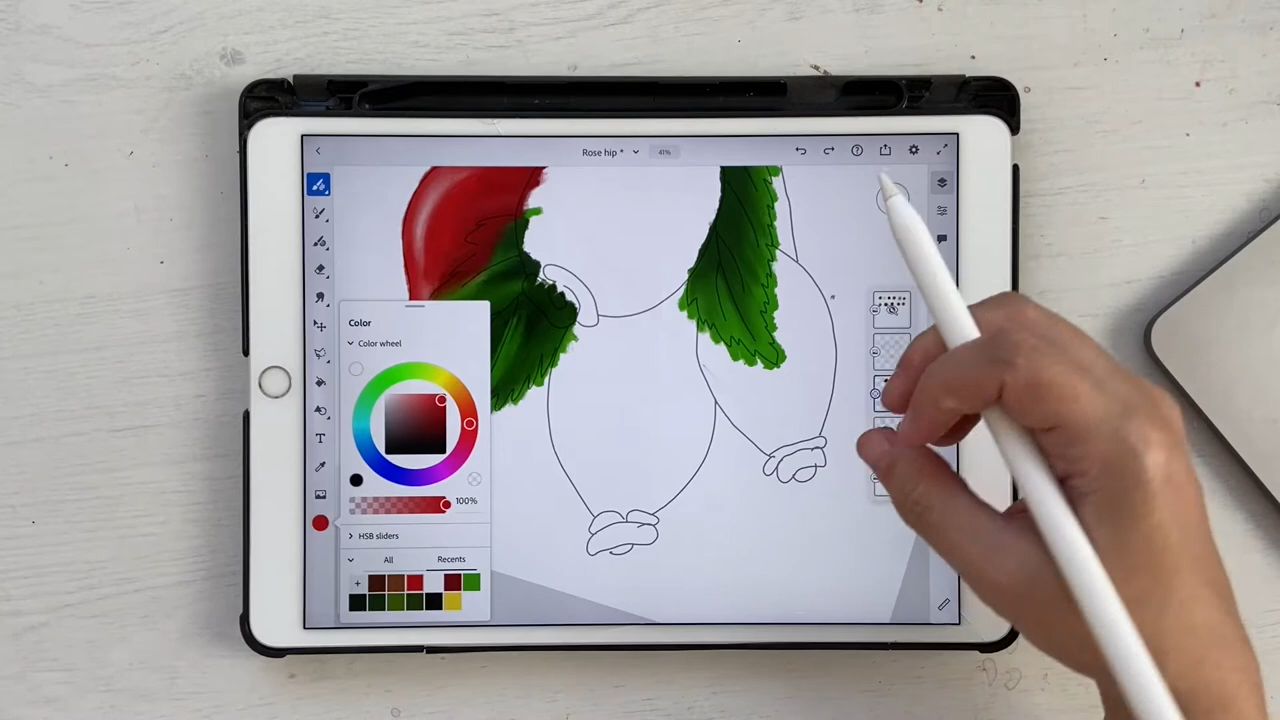 Rose hip *
41%
Color
Color wheel
100%
HSB sliders
All
Recents